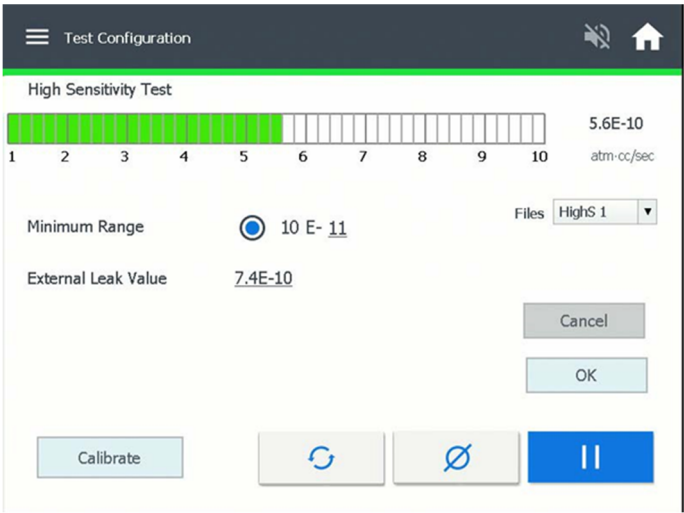 Test Configuration
High Sensitivity Test
5.6E-10
1 2 3 4 5 6 7 8 9 10 atm·cc/sec
Files HighS 1
Minimum Range 10 E- 11
External Leak Value 7.4E-10
Cancel
OK
Calibrate